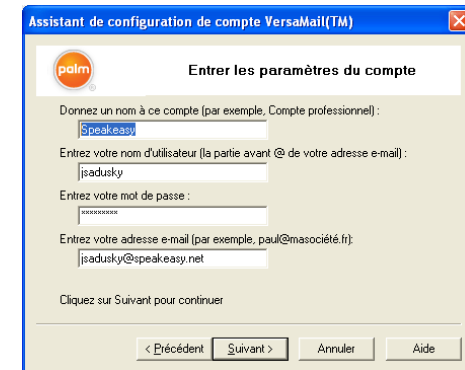 Assistant de configuration de compte VersaMail(TM)
palm
Entrer les paramètres du compte
Donnez un nom à ce compte (par exemple, Compte professionnel) :
Speakeasy
Entrez votre nom d'utilisateur (la partie avant @ de votre adresse e-mail) :
jsadusky
Entrez votre mot de passe :
xxxxxxxxx
Entrez votre adresse e-mail (par exemple, paul@masociété.fr):
jsadusky@speakeasy.net
Cliquez sur Suivant pour continuer
< Précédent
Suivant >
Annuler
Aide